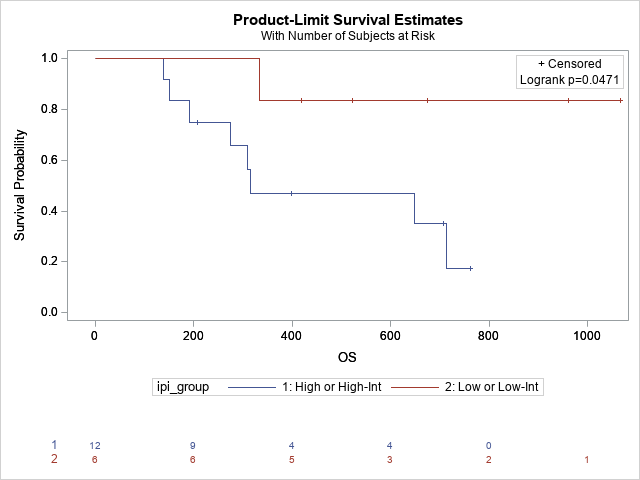 Product-Limit Survival Estimates
With Number of Subjects at Risk
+ Censored
Logrank p=0.0471
1.0
0.8
0.6
0.4
0.2
0.0
Survival Probability
0 200 400 600 800 1000
OS
ipi_group 1: High or High-Int 2: Low or Low-Int
1 12 9 4 4 0
2 6 6 5 3 2 1